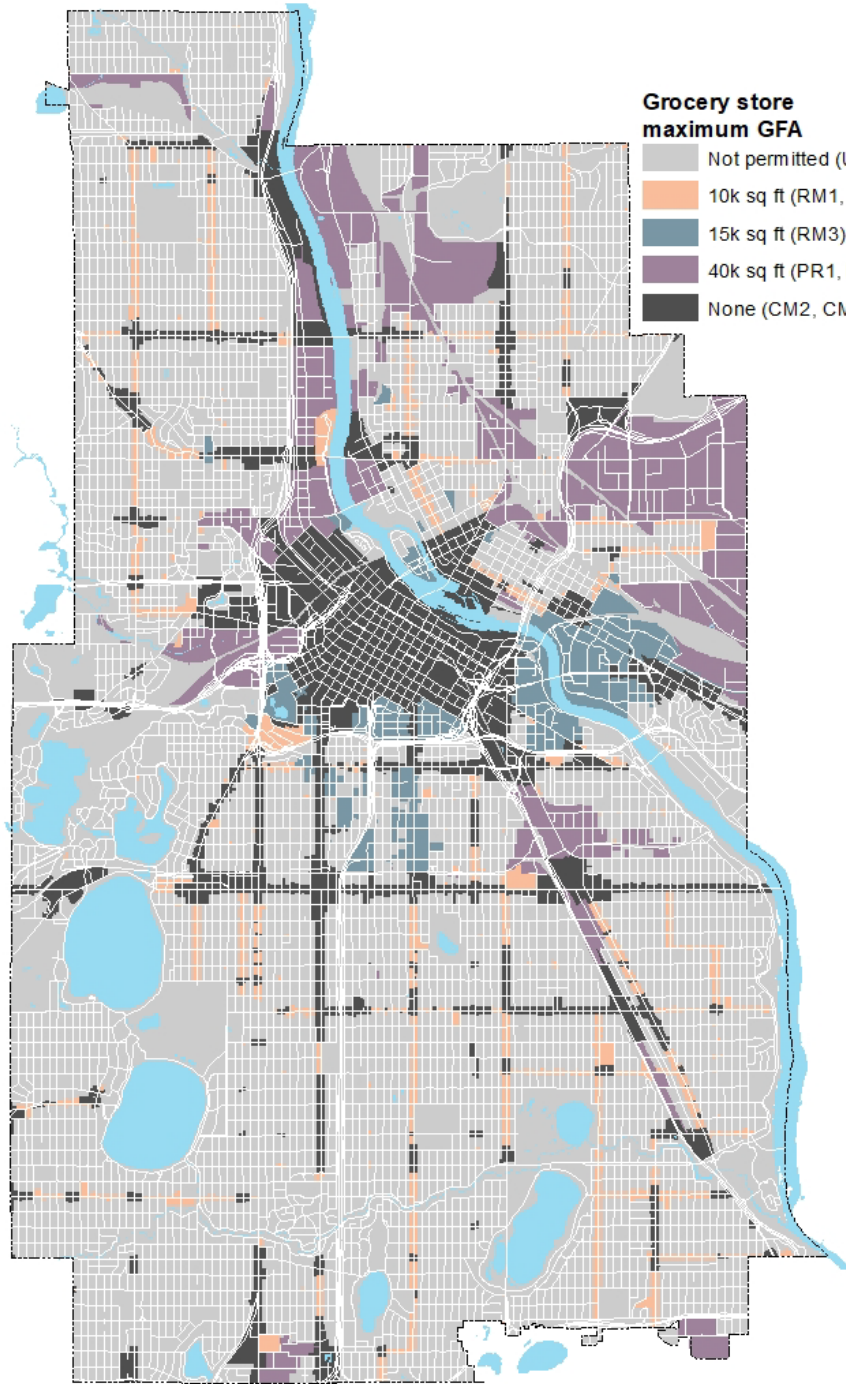 Grocery store
maximum GFA
Not permitted (U
10k sq ft (RM1,
15k sq ft (RM3)
40k sq ft (PR1,
None (CM2, CM